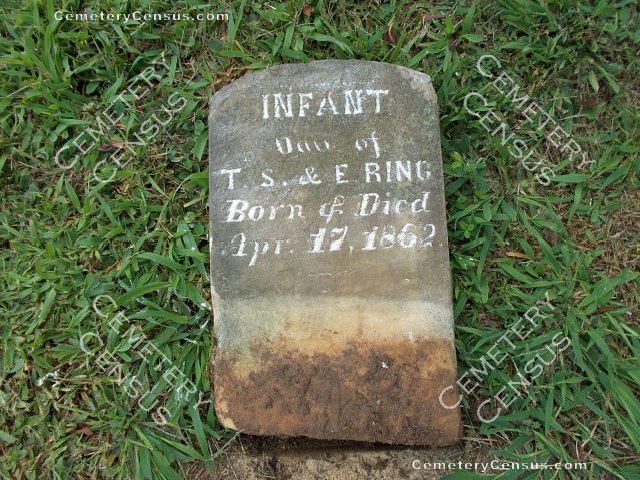 CemeteryCensus.com
INFANT
Dau. of
T. S. & E. RING
Born & Died
Apr. 17, 1862
CEMETERY
CENSUS
CEMETERY
CENSUS
CEMETERY
CENSUS
CEMETERY
CENSUS
CemeteryCensus.com